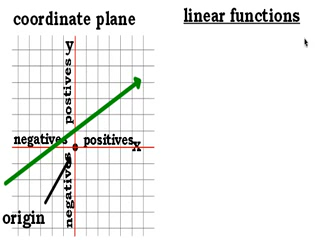 coordinate plane
linear functions
y
postives
negatives
positives
x
negatives
origin